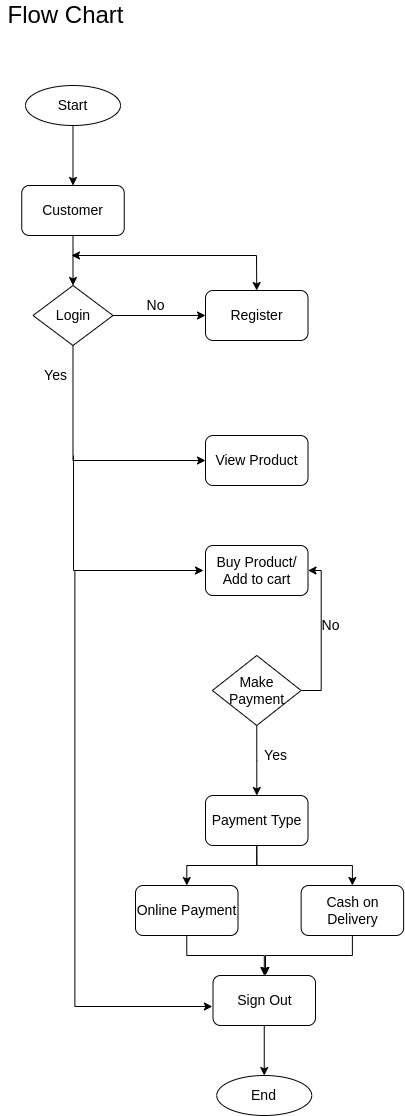 Flow Chart
Start
Customer
Login
No
Register
Yes
View Product
Buy Product/
Add to cart
No
Make
Payment
Yes
Payment Type
Online Payment
Cash on
Delivery
Sign Out
End